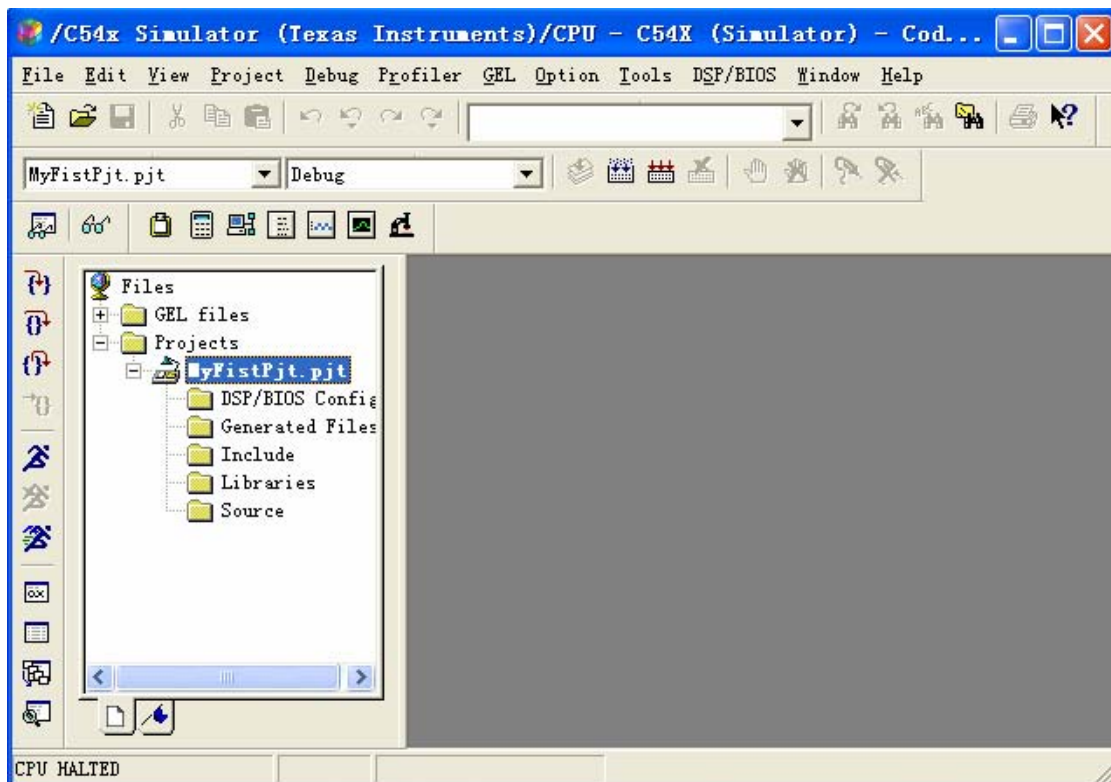 /C54x Simulator (Texas Instruments)/CPU - C54X (Simulator) - Cod...
File Edit View Project Debug Profiler GEL Option Tools DSP/BIOS Window Help
MyFistPjt.pjt Debug
Files
GEL files
Projects
MyFistPjt.pjt
DSP/BIOS Config
Generated Files
Include
Libraries
Source
CPU HALTED